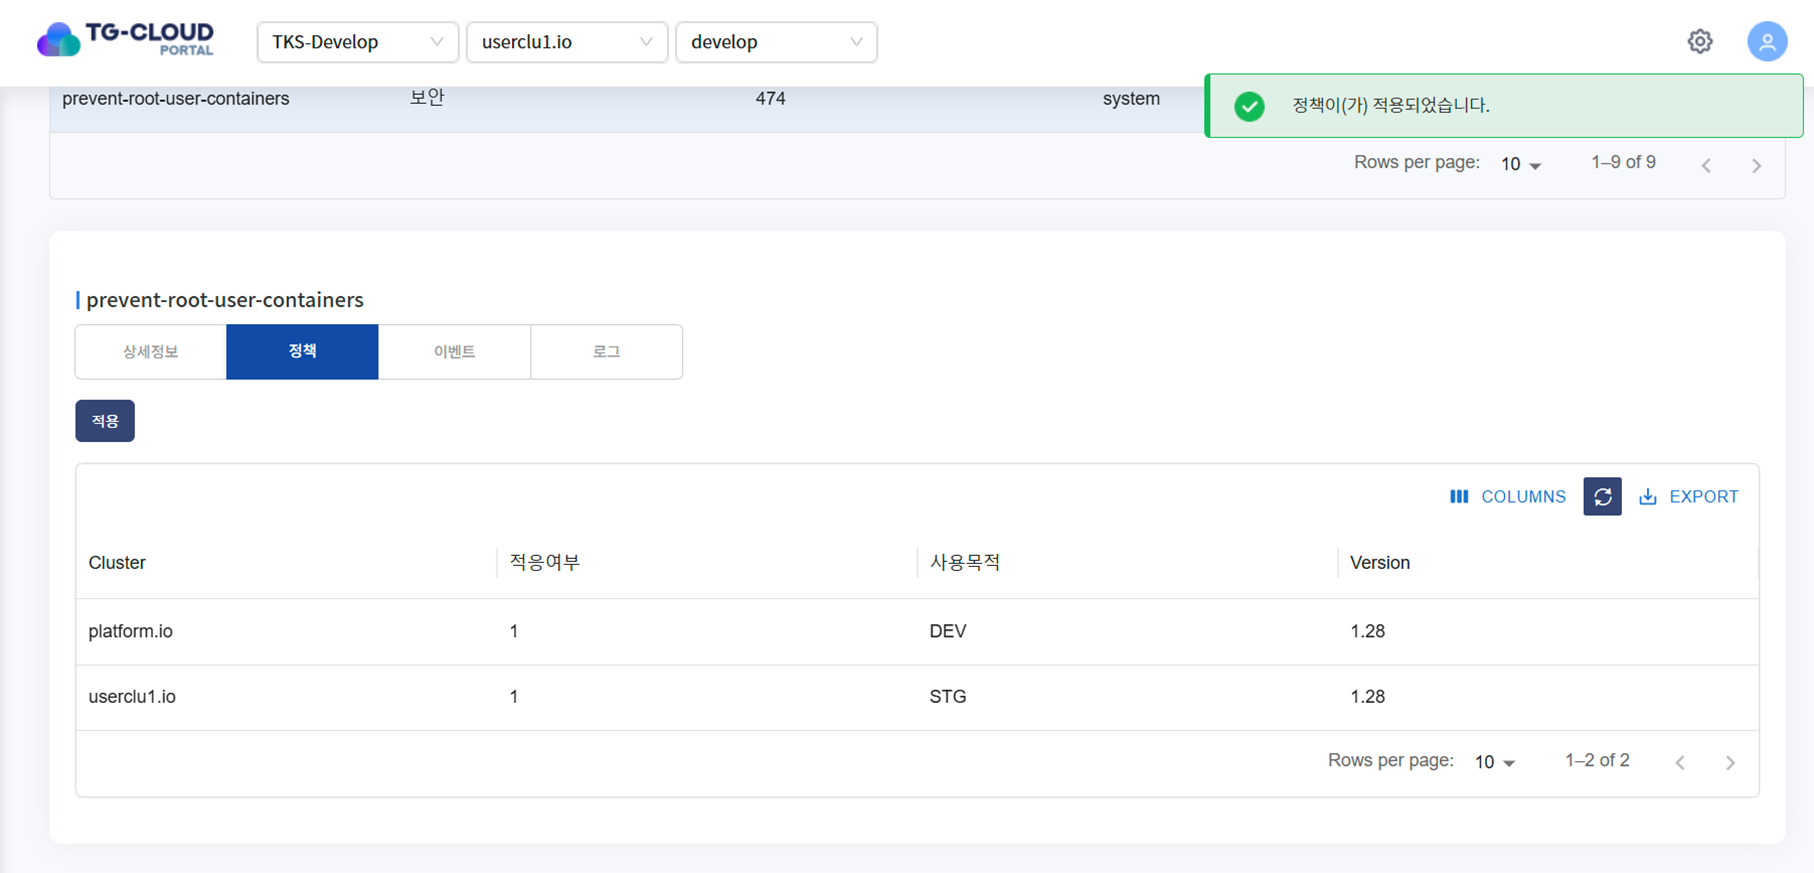 TG-CLOUD
PORTAL
TKS-Develop
userclu1.io
develop
prevent-root-user-containers 보안 474 system
정책이(가) 적용되었습니다.
Rows per page: 10 1–9 of 9
prevent-root-user-containers
상세정보 정책 이벤트 로그
적용
COLUMNS EXPORT
Cluster 적응여부 사용목적 Version
platform.io 1 DEV 1.28
userclu1.io 1 STG 1.28
Rows per page: 10 1–2 of 2